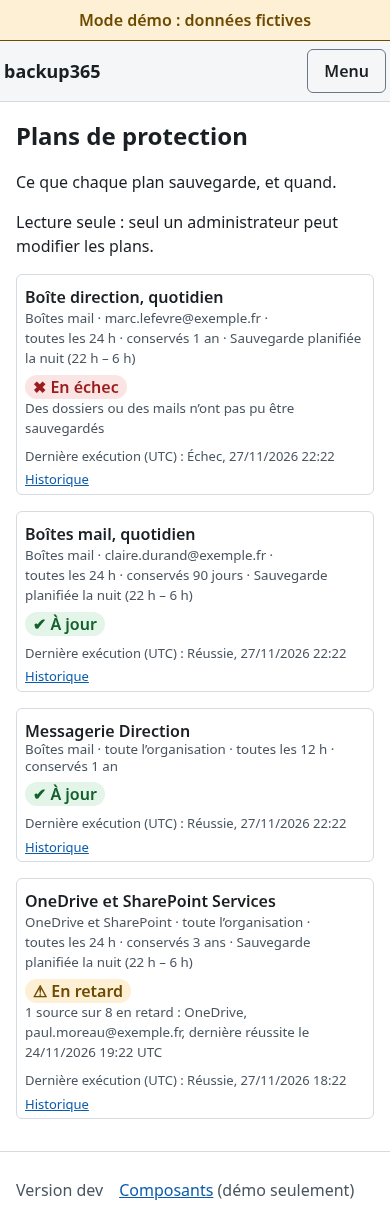 Mode démo : données fictives
backup365
Menu
Plans de protection
Ce que chaque plan sauvegarde, et quand.
Lecture seule : seul un administrateur peut
modifier les plans.
Boîte direction, quotidien
Boîtes mail · marc.lefevre@exemple.fr ·
toutes les 24 h · conservés 1 an · Sauvegarde planifiée
la nuit (22 h – 6 h)
✖ En échec
Des dossiers ou des mails n’ont pas pu être
sauvegardés
Dernière exécution (UTC) : Échec, 27/11/2026 22:22
Historique
Boîtes mail, quotidien
Boîtes mail · claire.durand@exemple.fr ·
toutes les 24 h · conservés 90 jours · Sauvegarde
planifiée la nuit (22 h – 6 h)
✔ À jour
Dernière exécution (UTC) : Réussie, 27/11/2026 22:22
Historique
Messagerie Direction
Boîtes mail · toute l’organisation · toutes les 12 h ·
conservés 1 an
✔ À jour
Dernière exécution (UTC) : Réussie, 27/11/2026 22:22
Historique
OneDrive et SharePoint Services
OneDrive et SharePoint · toute l’organisation ·
toutes les 24 h · conservés 3 ans · Sauvegarde
planifiée la nuit (22 h – 6 h)
⚠ En retard
1 source sur 8 en retard : OneDrive,
paul.moreau@exemple.fr, dernière réussite le
24/11/2026 19:22 UTC
Dernière exécution (UTC) : Réussie, 27/11/2026 18:22
Historique
Version dev Composants (démo seulement)